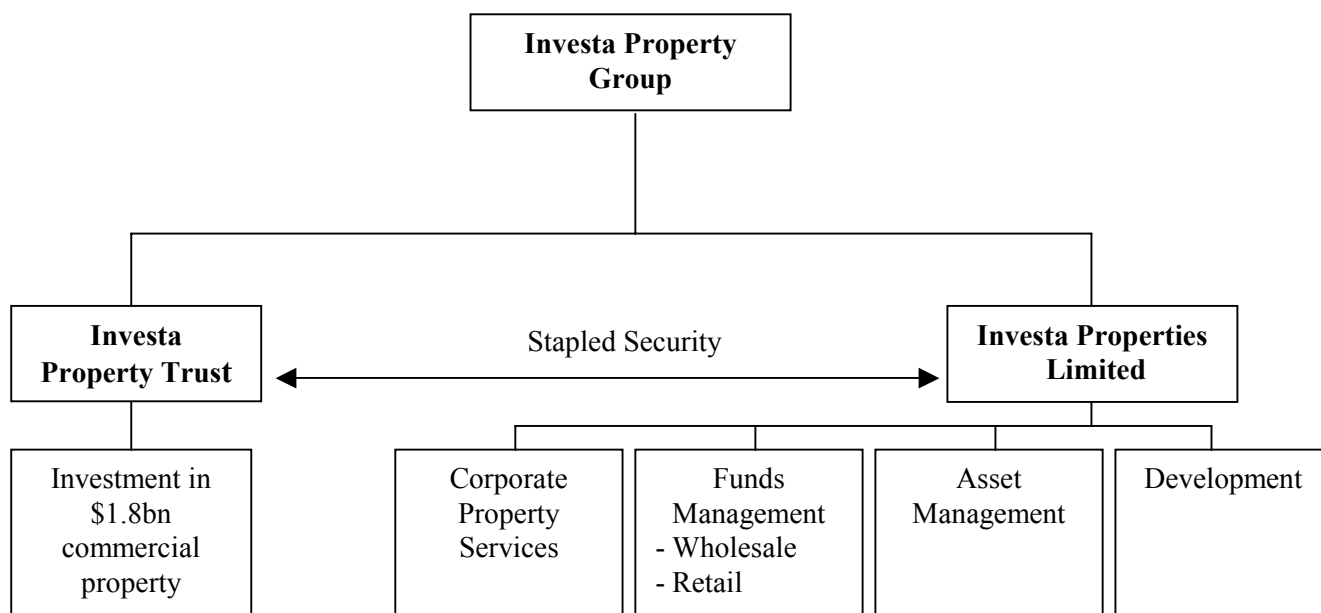 Investa Property
Group
Investa
Property Trust
Stapled Security
Investa Properties
Limited
Investment in
$1.8bn
commercial
property
Corporate
Property
Services
Funds
Management
- Wholesale
- Retail
Asset
Management
Development